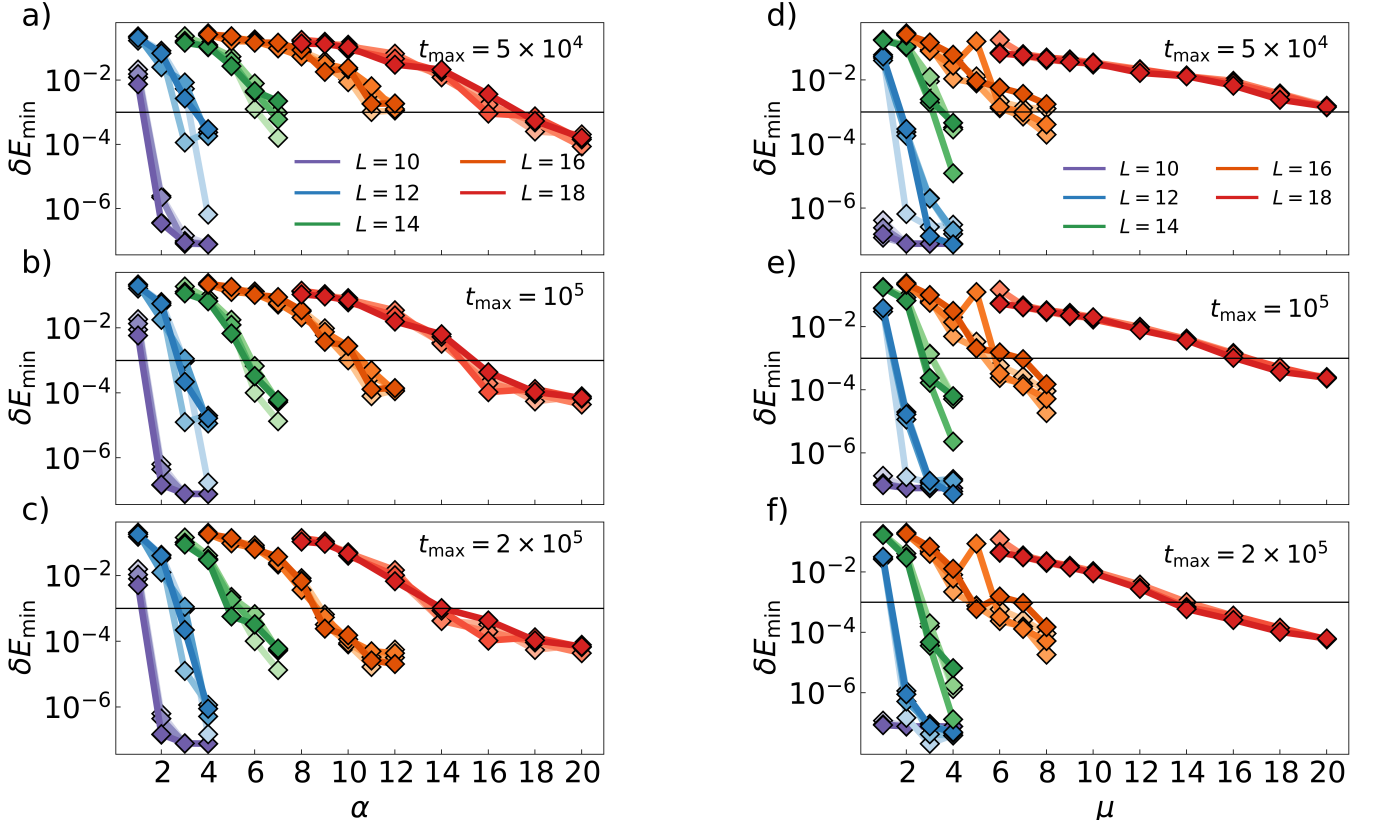 a)
t_max = 5 × 10^4
10^−2
10^−4
10^−6
δE_min
L = 10
L = 12
L = 14
L = 16
L = 18
b)
t_max = 10^5
10^−2
10^−4
10^−6
δE_min
c)
t_max = 2 × 10^5
10^−2
10^−4
10^−6
δE_min
2 4 6 8 10 12 14 16 18 20
α
d)
t_max = 5 × 10^4
10^−2
10^−4
10^−6
δE_min
L = 10
L = 12
L = 14
L = 16
L = 18
e)
t_max = 10^5
10^−2
10^−4
10^−6
δE_min
f)
t_max = 2 × 10^5
10^−2
10^−4
10^−6
δE_min
2 4 6 8 10 12 14 16 18 20
μ